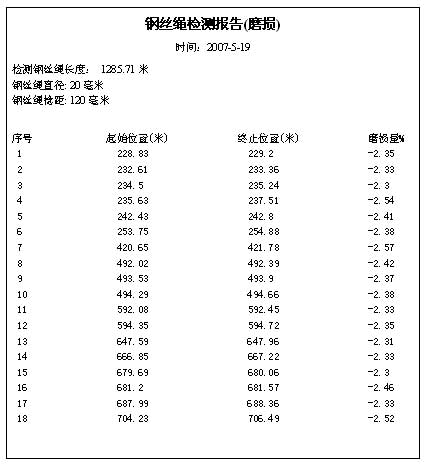 钢丝绳检测报告(磨损)
时间：2007-5-19
检测钢丝绳长度： 1285.71 米
钢丝绳直径: 20 毫米
钢丝绳捻距: 120 毫米
序号 起始位置(米) 终止位置(米) 磨损量%
1 228.83 229.2 -2.35
2 232.61 233.36 -2.33
3 234.5 235.24 -2.3
4 235.63 237.51 -2.54
5 242.43 242.8 -2.41
6 253.75 254.88 -2.38
7 420.65 421.78 -2.57
8 492.02 492.39 -2.42
9 493.53 493.9 -2.37
10 494.29 494.66 -2.38
11 592.08 592.45 -2.33
12 594.35 594.72 -2.35
13 647.59 647.96 -2.31
14 666.85 667.22 -2.33
15 679.69 680.06 -2.3
16 681.2 681.57 -2.46
17 687.99 688.36 -2.33
18 704.23 706.49 -2.52